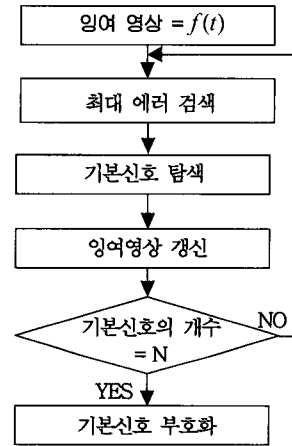 잉여 영상 = f(t)
최대 에러 검색
기본신호 탐색
잉여영상 갱신
기본신호의 개수
= N
NO
YES
기본신호 부호화